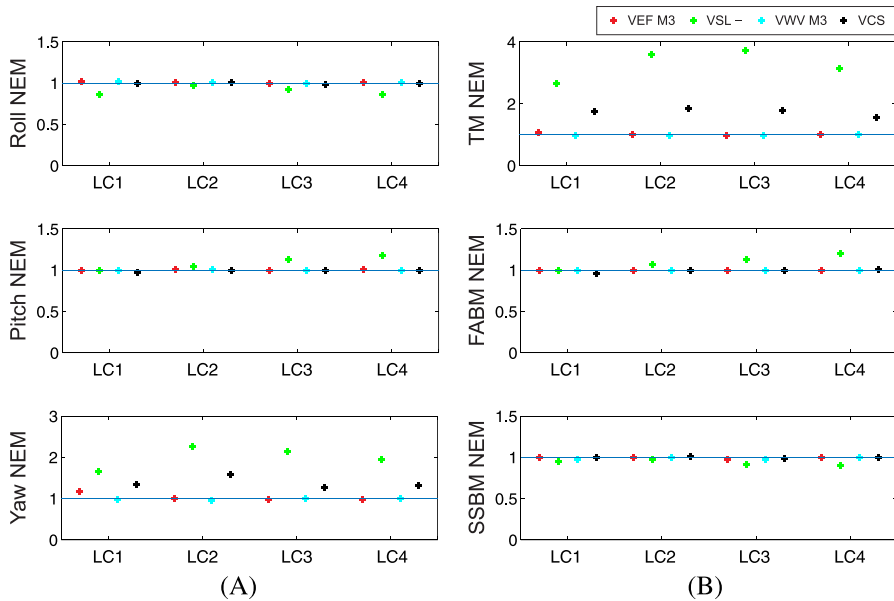 VEF M3 VSL – VWV M3 VCS
Roll NEM
1.5
1
0.5
0
LC1 LC2 LC3 LC4
Pitch NEM
1.5
1
0.5
0
LC1 LC2 LC3 LC4
Yaw NEM
3
2
1
0
LC1 LC2 LC3 LC4
(A)
TM NEM
4
2
0
LC1 LC2 LC3 LC4
FABM NEM
1.5
1
0.5
0
LC1 LC2 LC3 LC4
SSBM NEM
1.5
1
0.5
0
LC1 LC2 LC3 LC4
(B)